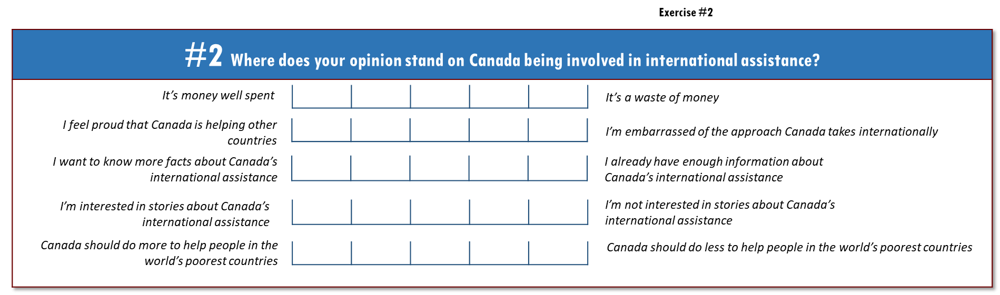 Exercise #2
#2 Where does your opinion stand on Canada being involved in international assistance?
It’s money well spent
It’s a waste of money
I feel proud that Canada is helping other
countries
I’m embarrassed of the approach Canada takes internationally
I want to know more facts about Canada’s
international assistance
I already have enough information about
Canada’s international assistance
I’m interested in stories about Canada’s
international assistance
I’m not interested in stories about Canada’s
international assistance
Canada should do more to help people in the
world’s poorest countries
Canada should do less to help people in the world’s poorest countries